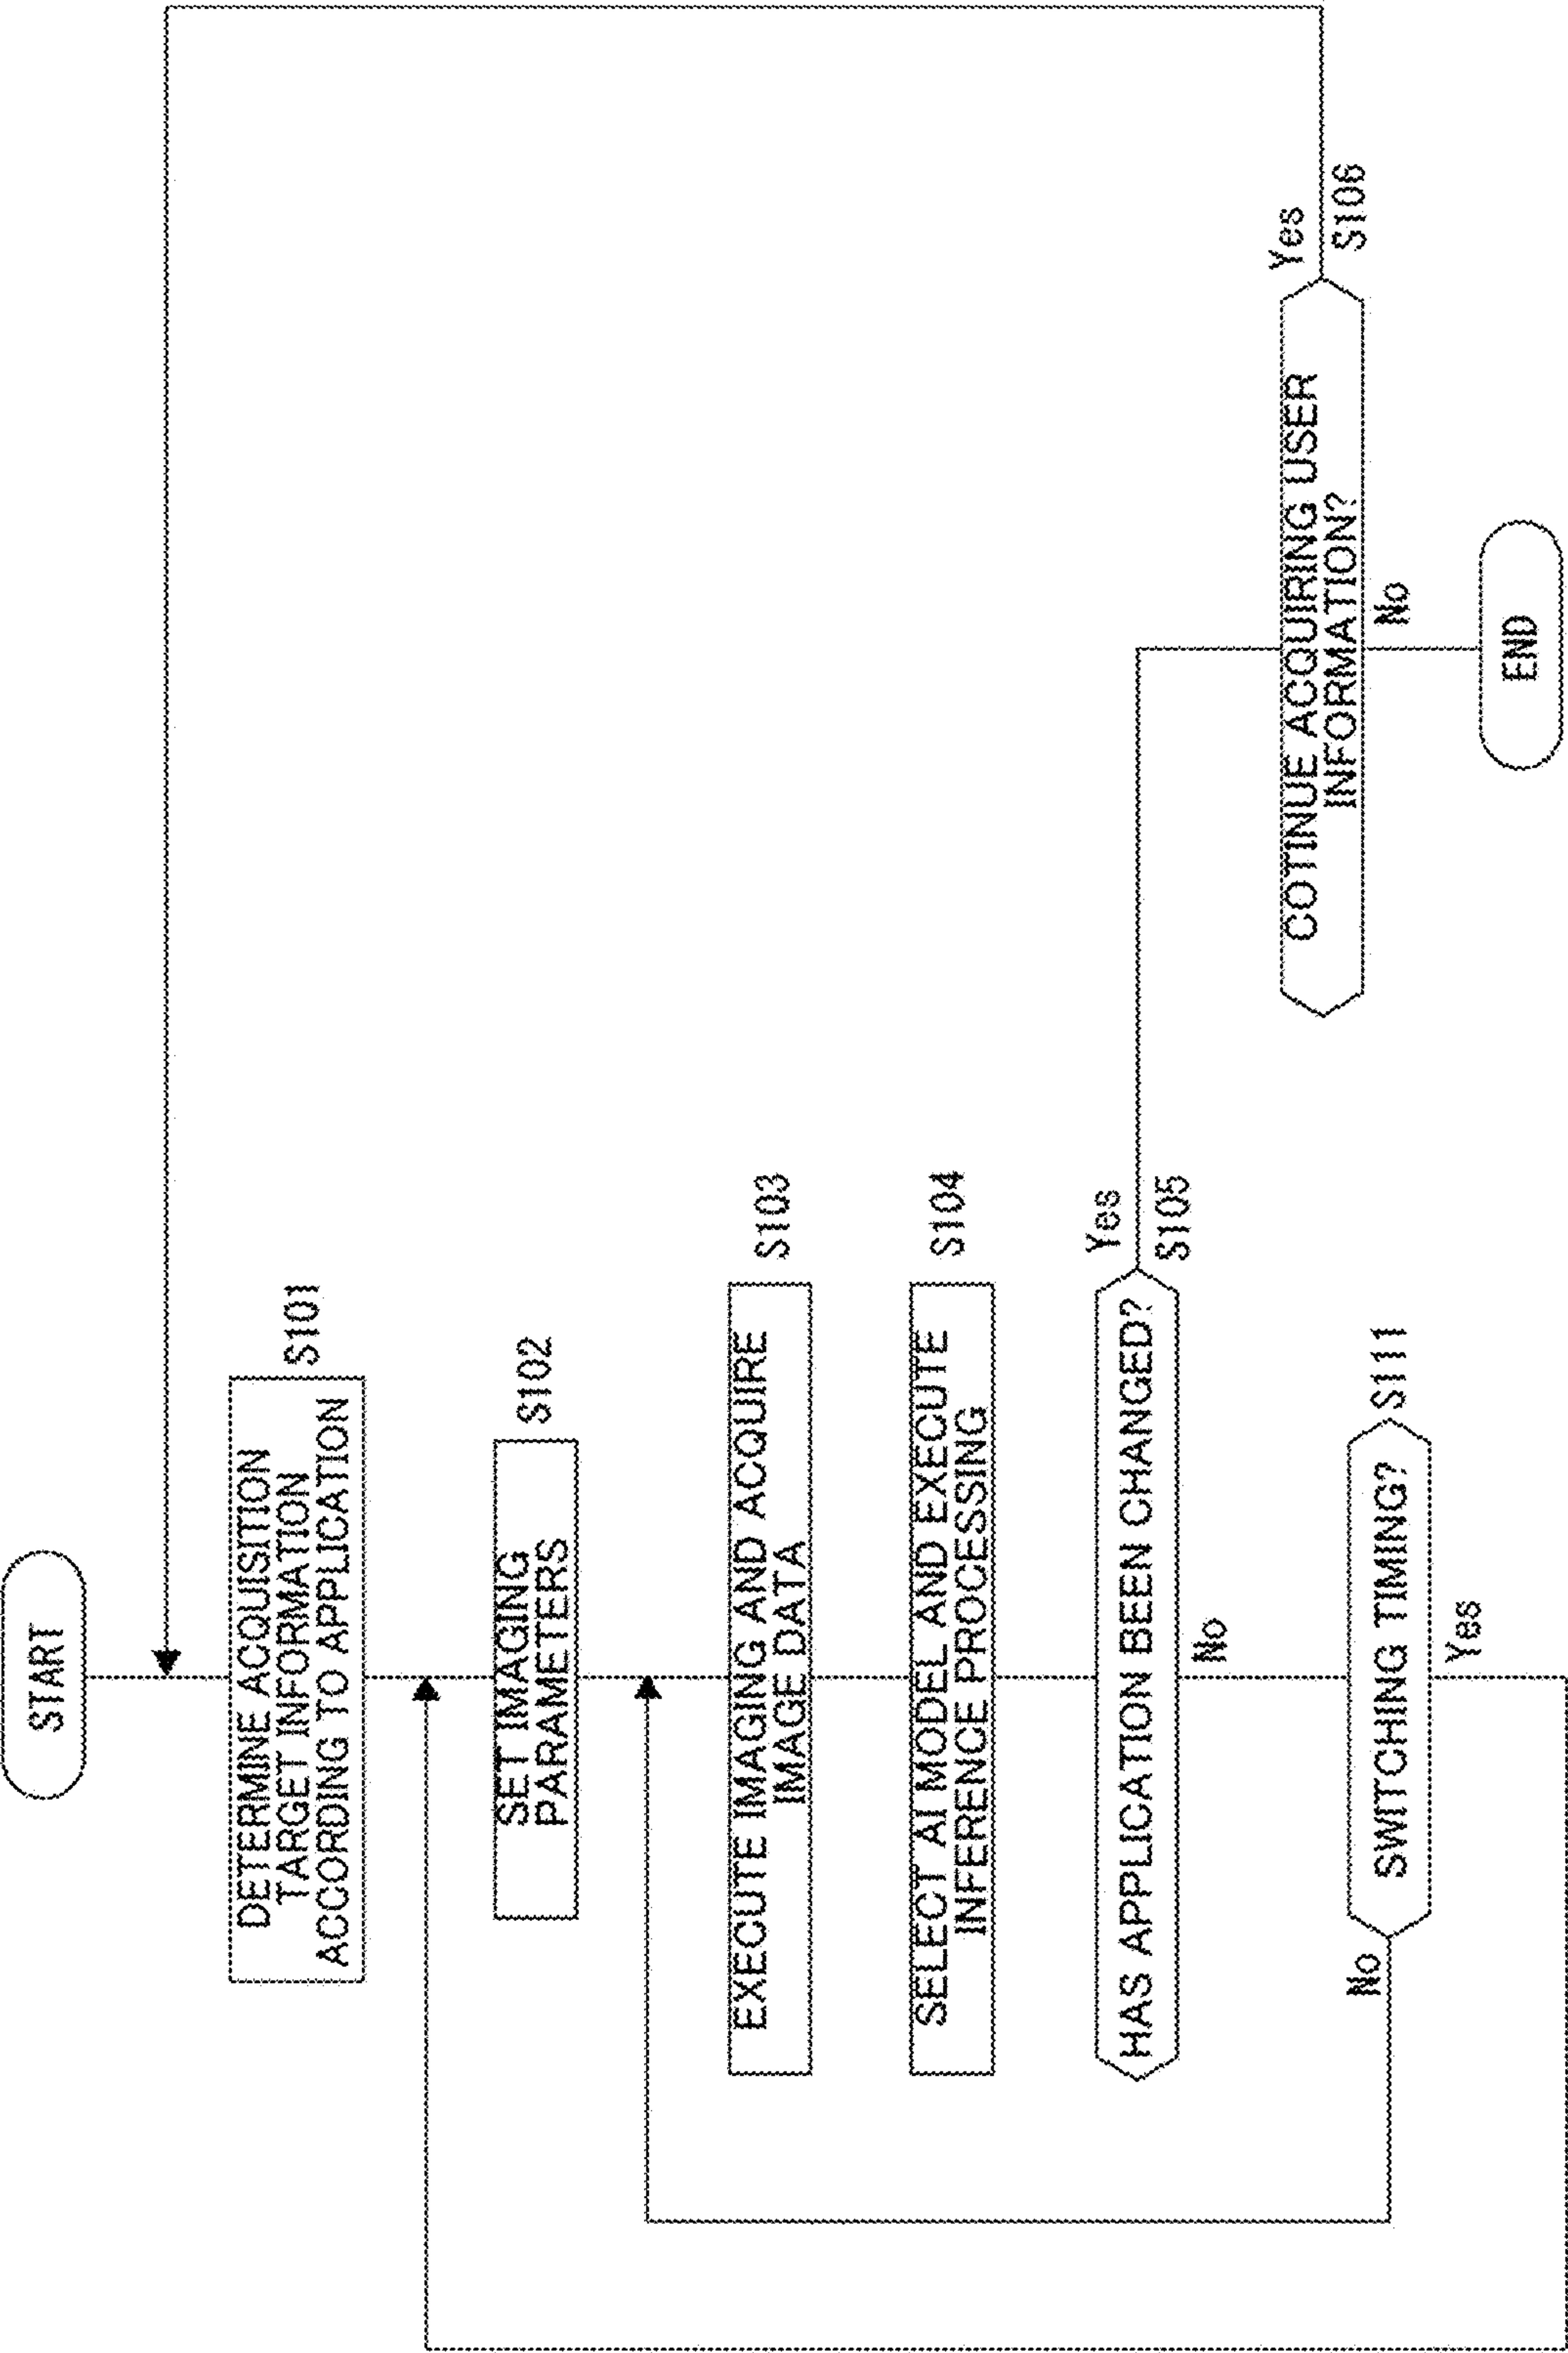 START
DETERMINE ACQUISITION
TARGET INFORMATION
ACCORDING TO APPLICATION
S101
SET IMAGING
PARAMETERS
S102
EXECUTE IMAGING AND ACQUIRE
IMAGE DATA
S103
SELECT AI MODEL AND EXECUTE
INFERENCE PROCESSING
S104
HAS APPLICATION BEEN CHANGED?
Yes
S105
No
COTINUE ACQUIRING USER
INFORMATION?
Yes
S106
No
SWITCHING TIMING?
S111
No
Yes
END